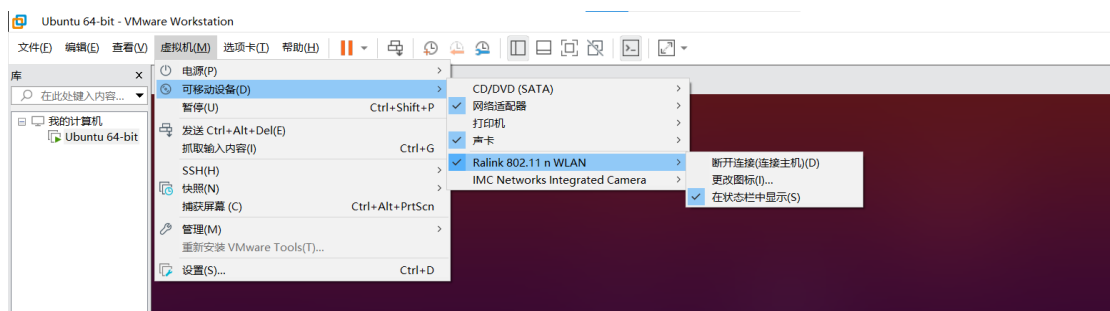 Ubuntu 64-bit - VMware Workstation
文件(F) 编辑(E) 查看(V) 虚拟机(M) 选项卡(T) 帮助(H)
库 X
在此处键入内容...
我的计算机
Ubuntu 64-bit
电源(P)
可移动设备(D)
暂停(U) Ctrl+Shift+P
发送 Ctrl+Alt+Del(E)
抓取输入内容(I) Ctrl+G
SSH(H)
快照(N)
捕获屏幕 (C) Ctrl+Alt+PrtScn
管理(M)
重新安装 VMware Tools(T)...
设置(S)... Ctrl+D
CD/DVD (SATA)
网络适配器
打印机
声卡
Ralink 802.11 n WLAN
IMC Networks Integrated Camera
断开连接(连接主机)(D)
更改图标(I)...
在状态栏中显示(S)